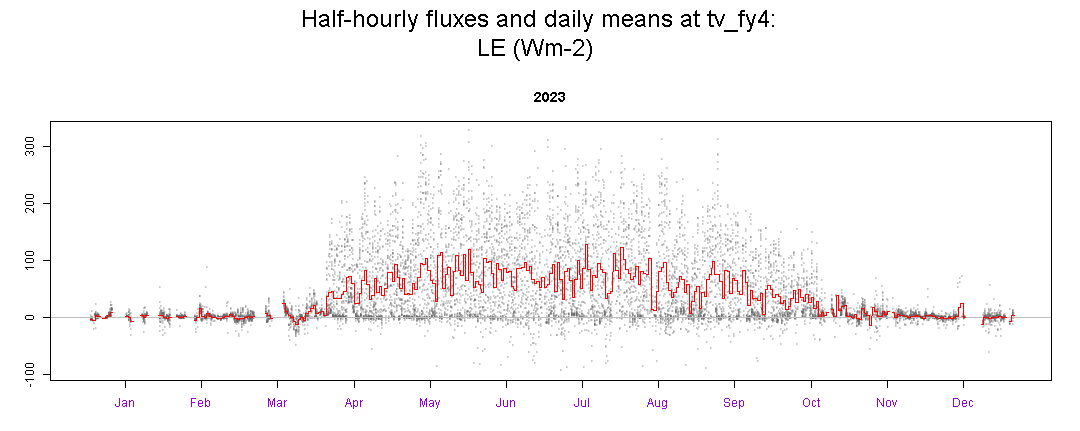 Half-hourly fluxes and daily means at tv_fy4:
LE (Wm-2)
2023
300
200
100
0
-100
Jan Feb Mar Apr May Jun Jul Aug Sep Oct Nov Dec